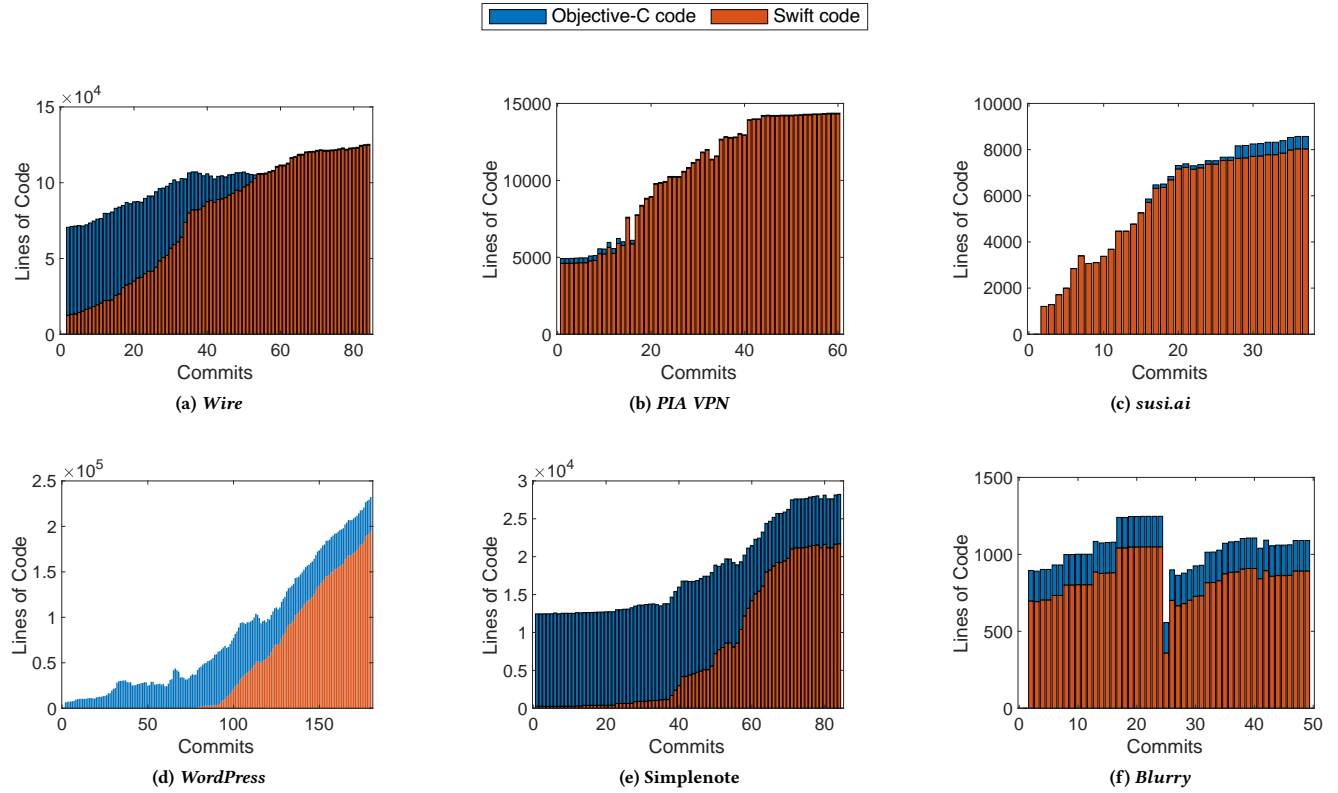 Objective-C code Swift code
×10^4
15
10
5
0
Lines of Code
0 20 40 60 80
Commits
(a) Wire
15000
10000
5000
0
Lines of Code
0 20 40 60
Commits
(b) PIA VPN
10000
8000
6000
4000
2000
0
Lines of Code
0 10 20 30
Commits
(c) susi.ai
×10^5
2.5
2
1.5
1
0.5
0
Lines of Code
0 50 100 150
Commits
(d) WordPress
×10^4
3
2.5
2
1.5
1
0.5
0
Lines of Code
0 20 40 60 80
Commits
(e) Simplenote
1500
1000
500
0
Lines of Code
0 10 20 30 40 50
Commits
(f) Blurry